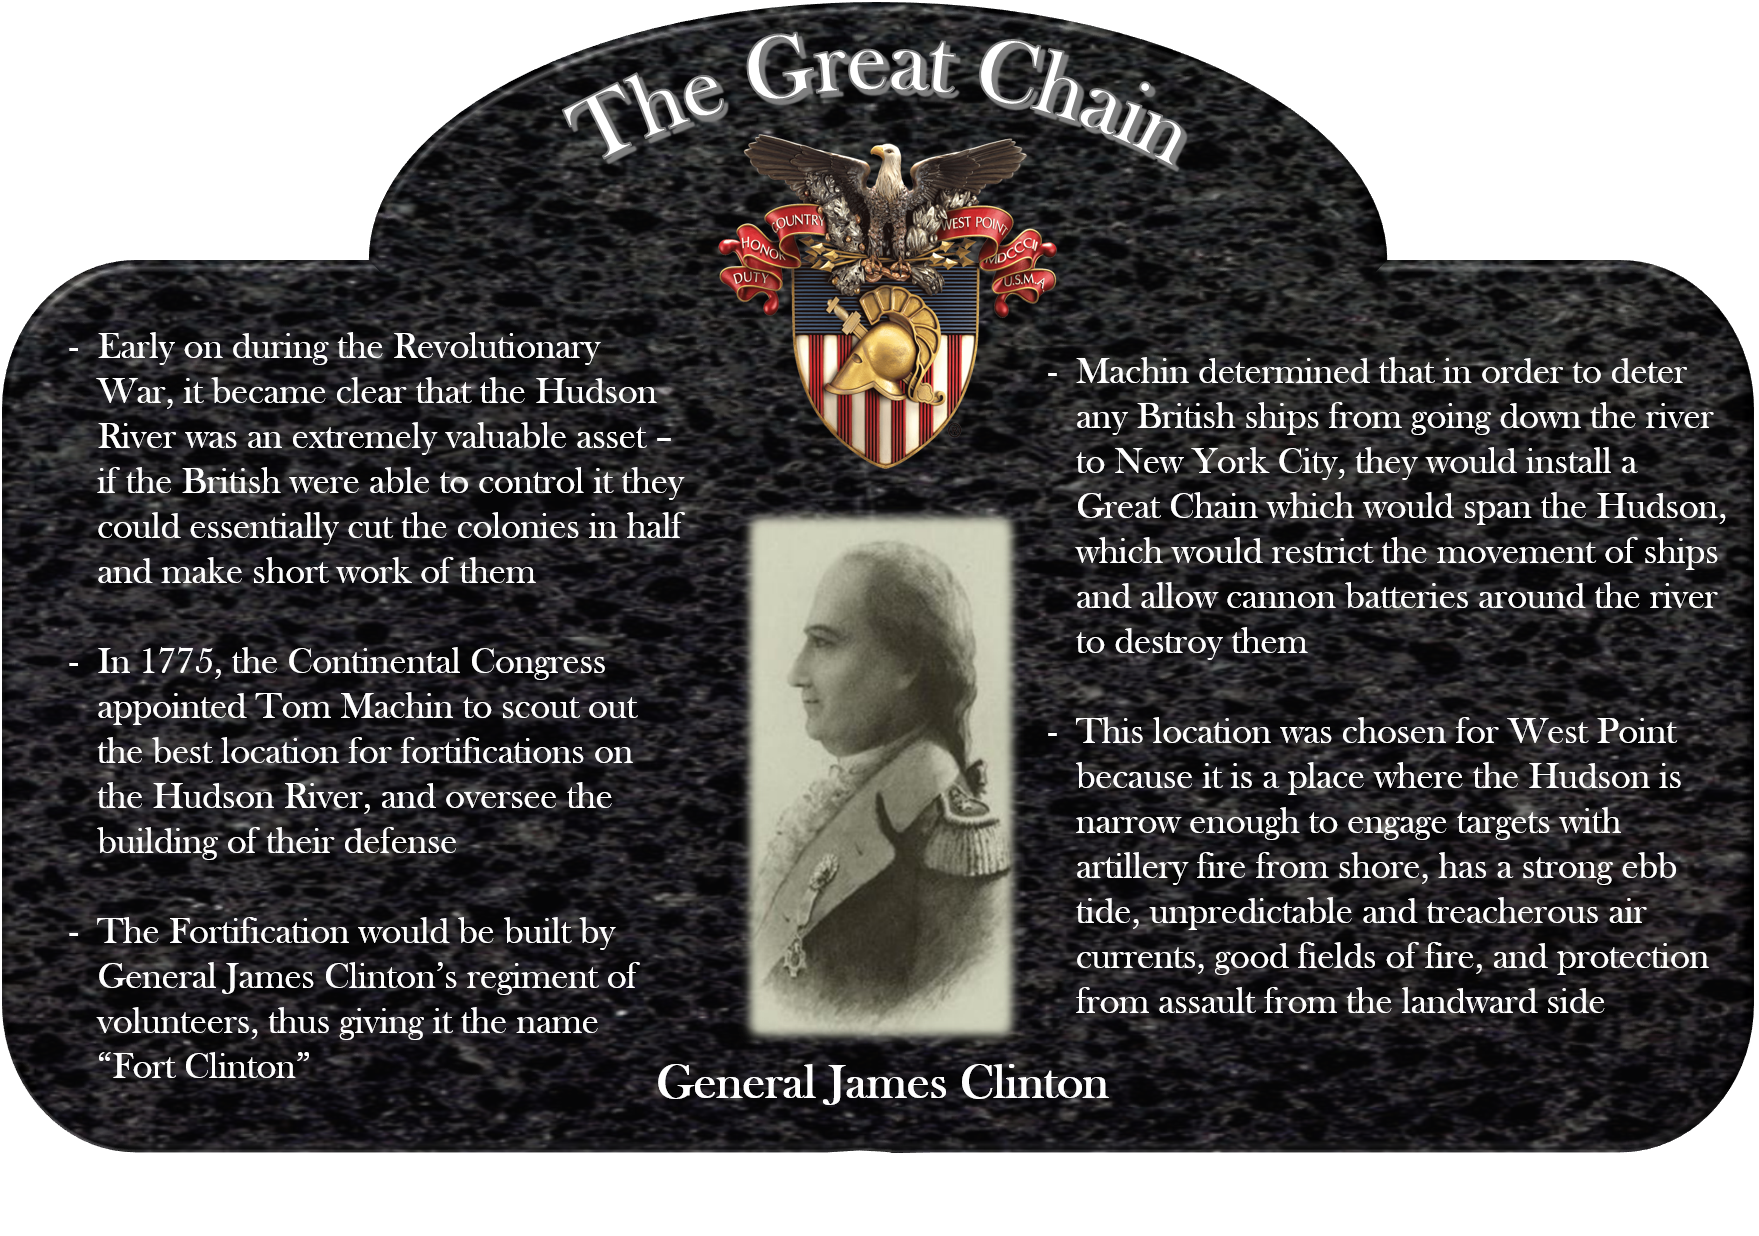 The Great Chain
COUNTRY
HONOR
DUTY
WEST POINT
MDCCCII
U.S.M.A.
- Early on during the Revolutionary
War, it became clear that the Hudson
River was an extremely valuable asset –
if the British were able to control it they
could essentially cut the colonies in half
and make short work of them
- In 1775, the Continental Congress
appointed Tom Machin to scout out
the best location for fortifications on
the Hudson River, and oversee the
building of their defense
- The Fortification would be built by
General James Clinton’s regiment of
volunteers, thus giving it the name
“Fort Clinton”
General James Clinton
- Machin determined that in order to deter
any British ships from going down the river
to New York City, they would install a
Great Chain which would span the Hudson,
which would restrict the movement of ships
and allow cannon batteries around the river
to destroy them
- This location was chosen for West Point
because it is a place where the Hudson is
narrow enough to engage targets with
artillery fire from shore, has a strong ebb
tide, unpredictable and treacherous air
currents, good fields of fire, and protection
from assault from the landward side